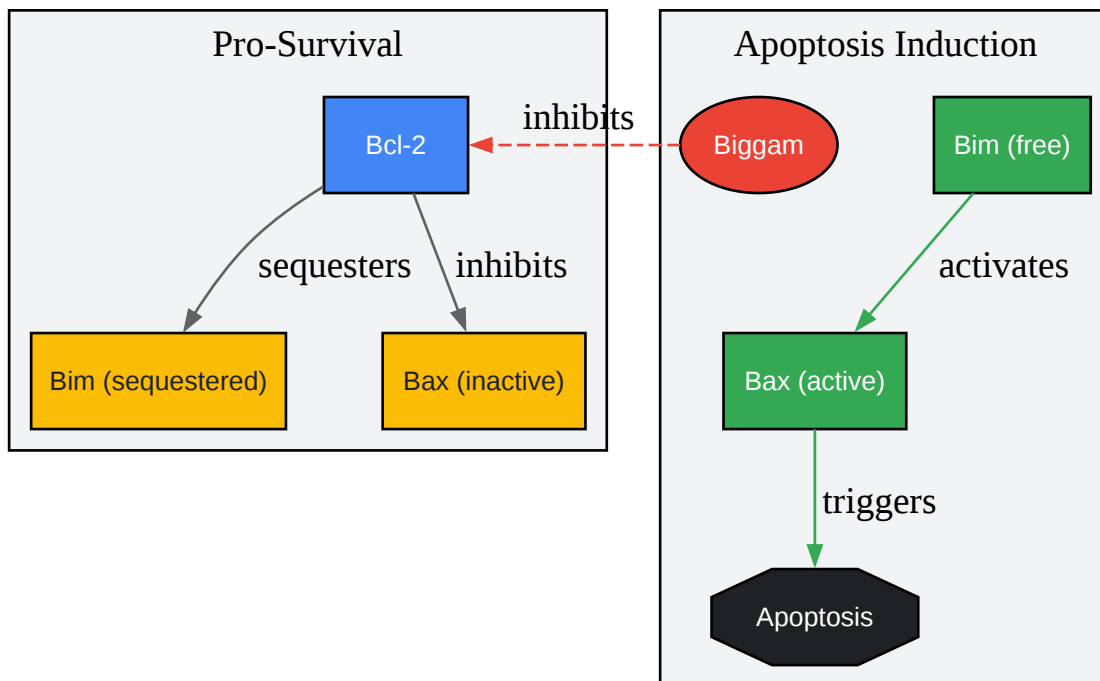 Pro-Survival
Apoptosis Induction
inhibits
Bcl-2
Biggam
Bim (free)
sequesters
inhibits
activates
Bim (sequestered)
Bax (inactive)
Bax (active)
triggers
Apoptosis